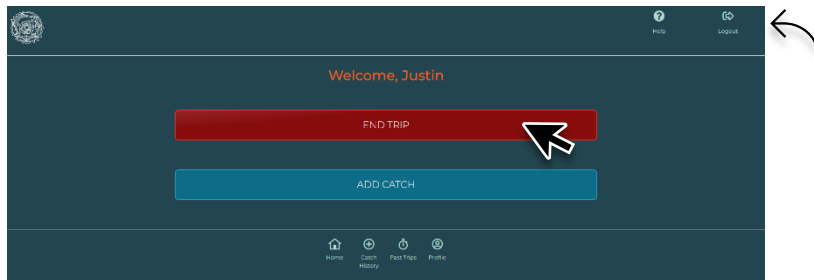 Help
Logout
Welcome, Justin
END TRIP
ADD CATCH
Home
Catch
History
Past Trips
Profile